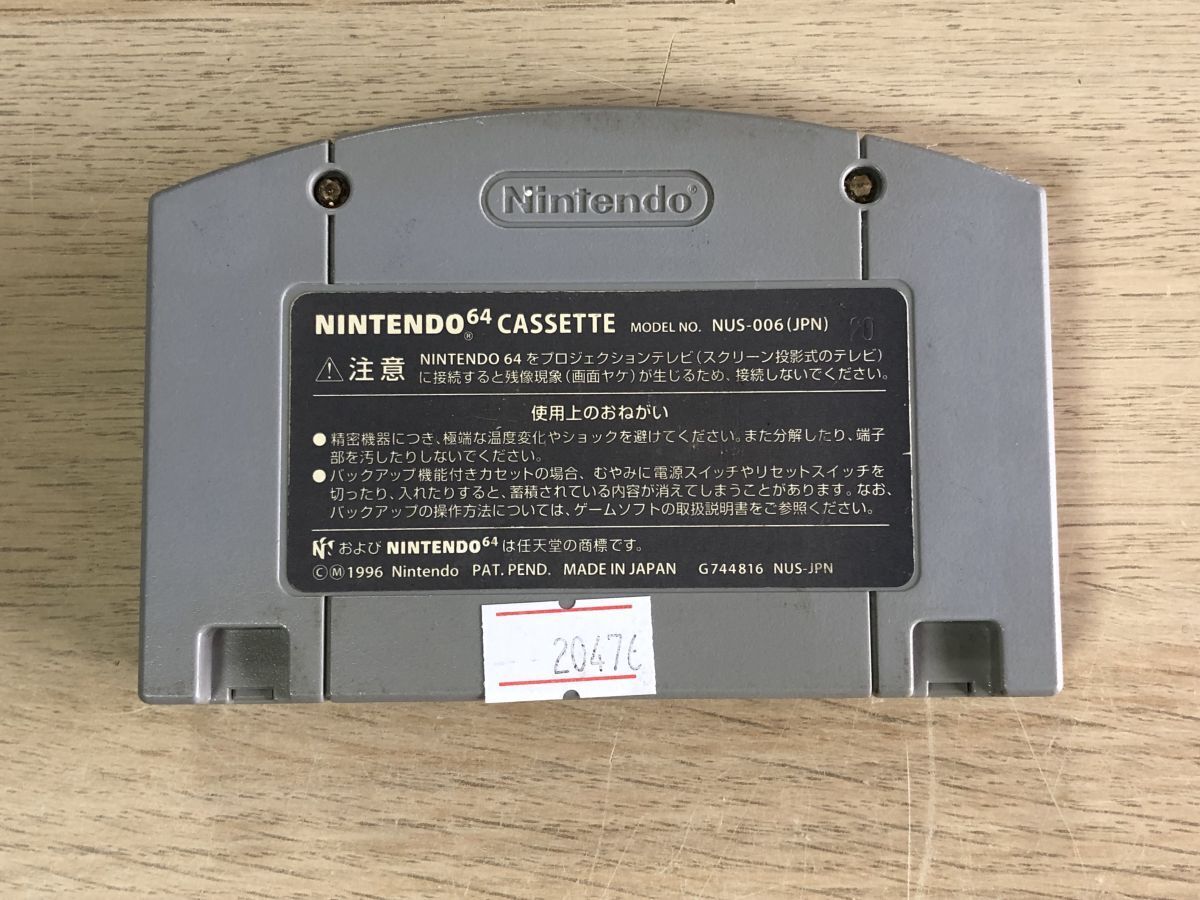 Nintendo®
NINTENDO®64 CASSETTE MODEL NO. NUS-006(JPN) 20
注意 NINTENDO 64 をプロジェクションテレビ(スクリーン投影式のテレビ)
に接続すると残像現象(画面ヤケ)が生じるため、接続しないでください。
使用上のおねがい
●精密機器につき、極端な温度変化やショックを避けてください。また分解したり、端子
部を汚したりしないでください。
●バックアップ機能付きカセットの場合、むやみに電源スイッチやリセットスイッチを
切ったり、入れたりすると、蓄積されている内容が消えてしまうことがあります。なお、
バックアップの操作方法については、ゲームソフトの取扱説明書をご参照ください。
および NINTENDO64 は任天堂の商標です。
ⒸⓂ1996 Nintendo PAT. PEND. MADE IN JAPAN G744816 NUS-JPN